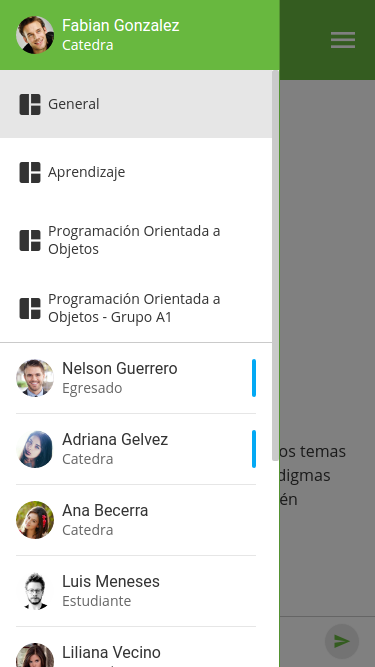 Fabian Gonzalez
Catedra
General
Aprendizaje
Programación Orientada a
Objetos
Programación Orientada a
Objetos - Grupo A1
Nelson Guerrero
Egresado
Adriana Gelvez
Catedra
os temas
digmas
én
Ana Becerra
Catedra
Luis Meneses
Estudiante
Liliana Vecino